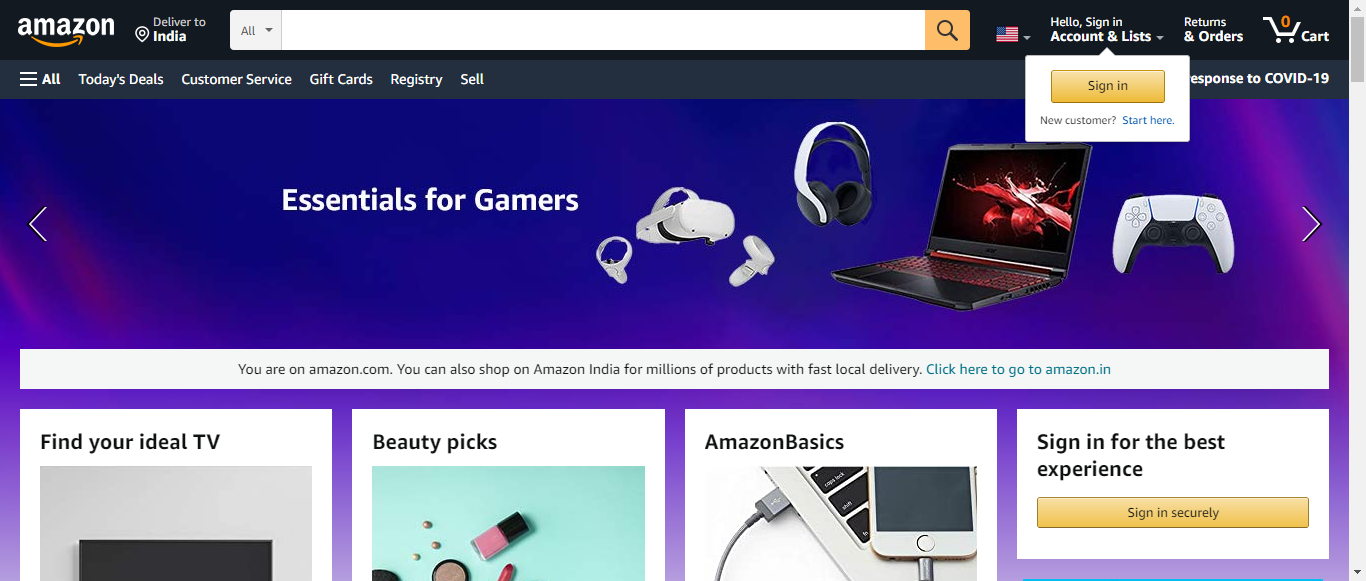 amazon
Deliver to
India
All
Hello, Sign in
Account & Lists
Returns
& Orders
0
Cart
All
Today's Deals
Customer Service
Gift Cards
Registry
Sell
response to COVID-19
Sign in
New customer? Start here.
Essentials for Gamers
You are on amazon.com. You can also shop on Amazon India for millions of products with fast local delivery. Click here to go to amazon.in
Find your ideal TV
Beauty picks
AmazonBasics
Sign in for the best
experience
Sign in securely
caps lock
shift